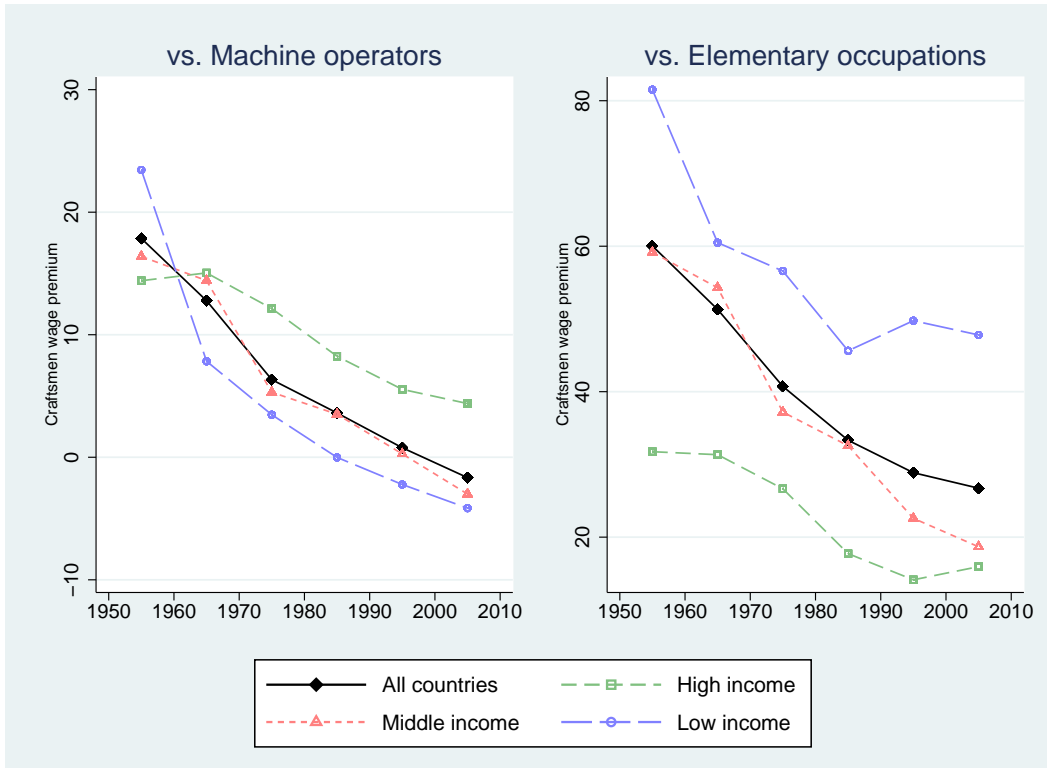 vs. Machine operators
vs. Elementary occupations
Craftsmen wage premium
30
20
10
0
−10
1950 1960 1970 1980 1990 2000 2010
Craftsmen wage premium
80
60
40
20
1950 1960 1970 1980 1990 2000 2010
All countries
High income
Middle income
Low income